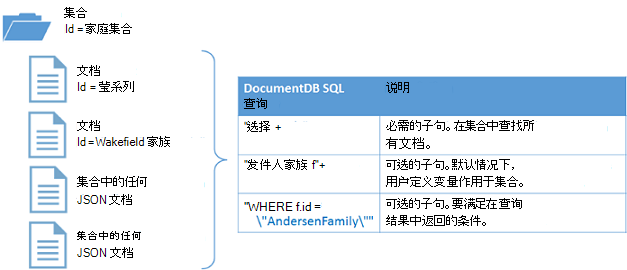 集合
Id =家庭集合
文档
Id = 莹系列
文档
Id=Wakefield 家族
集合中的任何
JSON 文档
集合中的任何
JSON 文档
DocumentDB SQL
查询
说明
"选择 +
必需的子句。在集合中查找所
有文档。
"发件人家族 f"+
可选的子句。默认情况下，
用户定义变量作用于集合。
"WHERE f.id =
\"AndersenFamily\""
可选的子句。要满足在查询
结果中返回的条件。